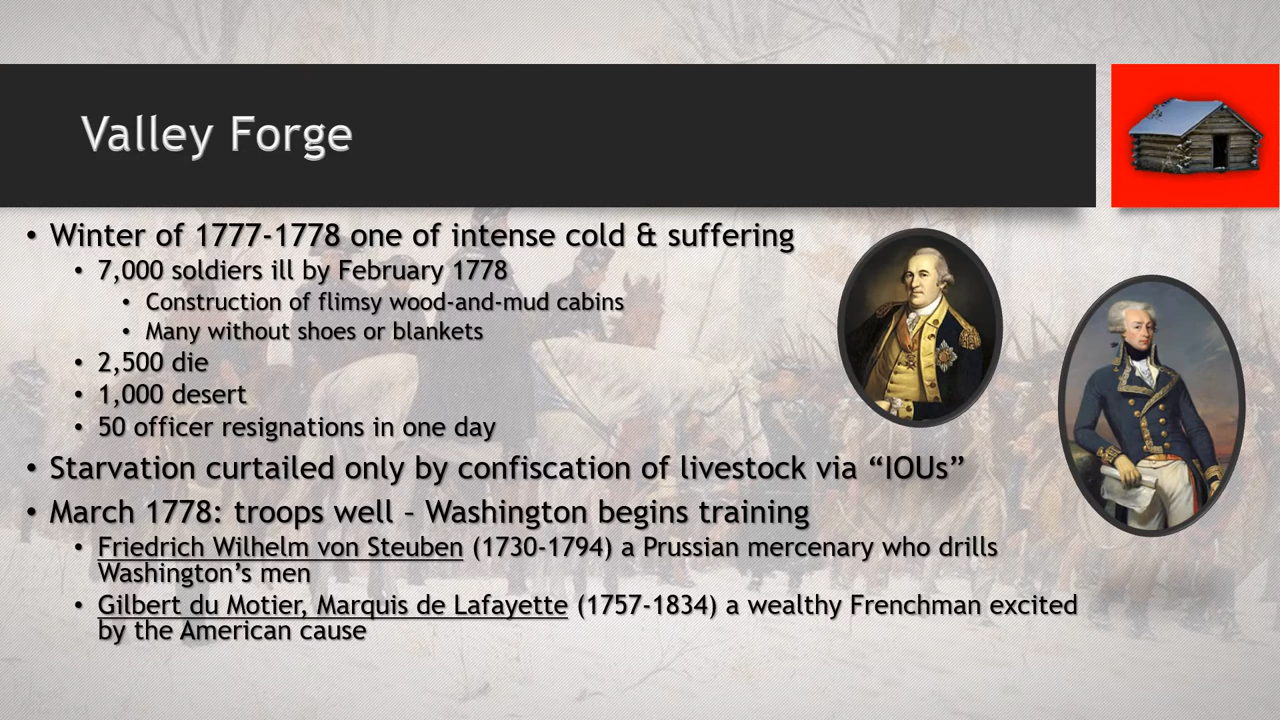 Valley Forge
• Winter of 1777-1778 one of intense cold & suffering
• 7,000 soldiers ill by February 1778
• Construction of flimsy wood-and-mud cabins
• Many without shoes or blankets
• 2,500 die
• 1,000 desert
• 50 officer resignations in one day
• Starvation curtailed only by confiscation of livestock via “IOUs”
• March 1778: troops well – Washington begins training
• Friedrich Wilhelm von Steuben (1730-1794) a Prussian mercenary who drills
Washington’s men
• Gilbert du Motier, Marquis de Lafayette (1757-1834) a wealthy Frenchman excited
by the American cause